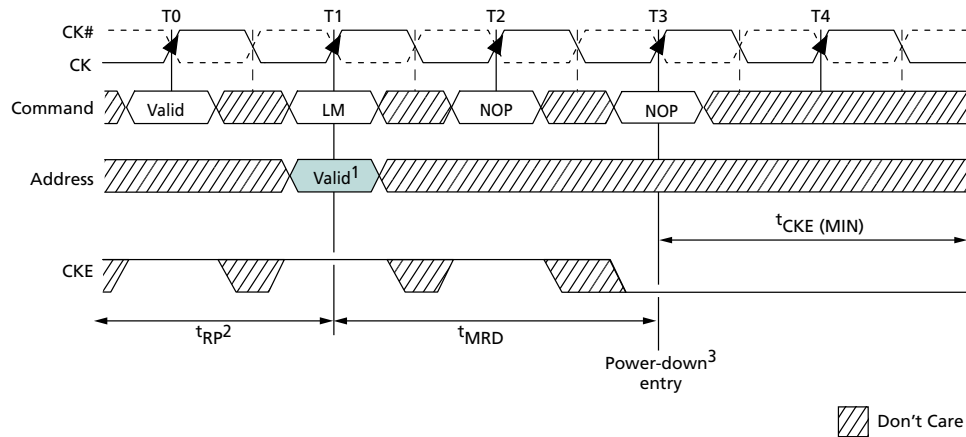 T0 T1 T2 T3 T4
CK#
CK
Command Valid LM NOP NOP
Address Valid1
tCKE (MIN)
CKE
tRP2 tMRD
Power-down3
entry
Don't Care